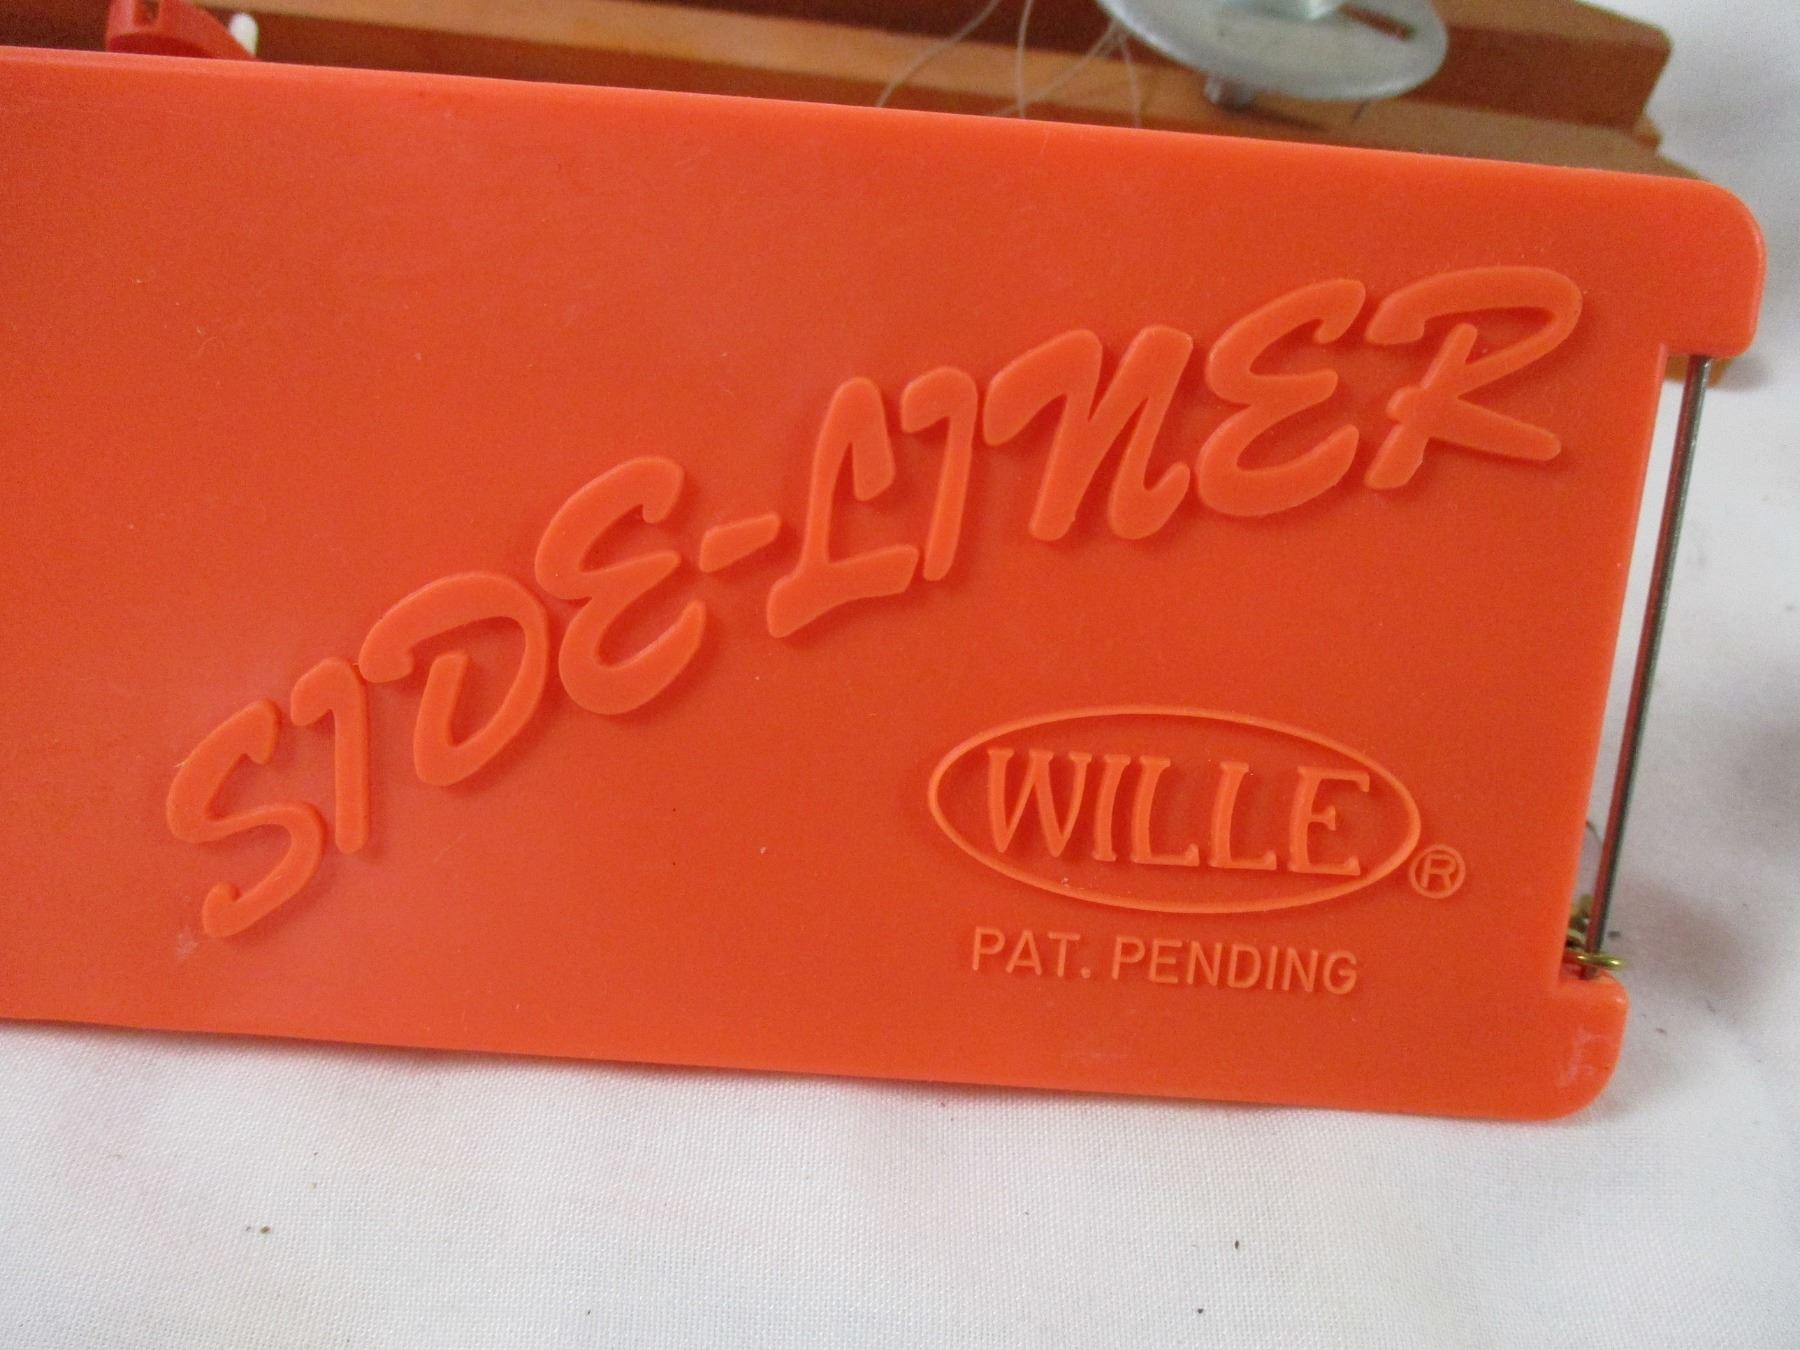 SIDE-LINER
WILLE ®
PAT. PENDING